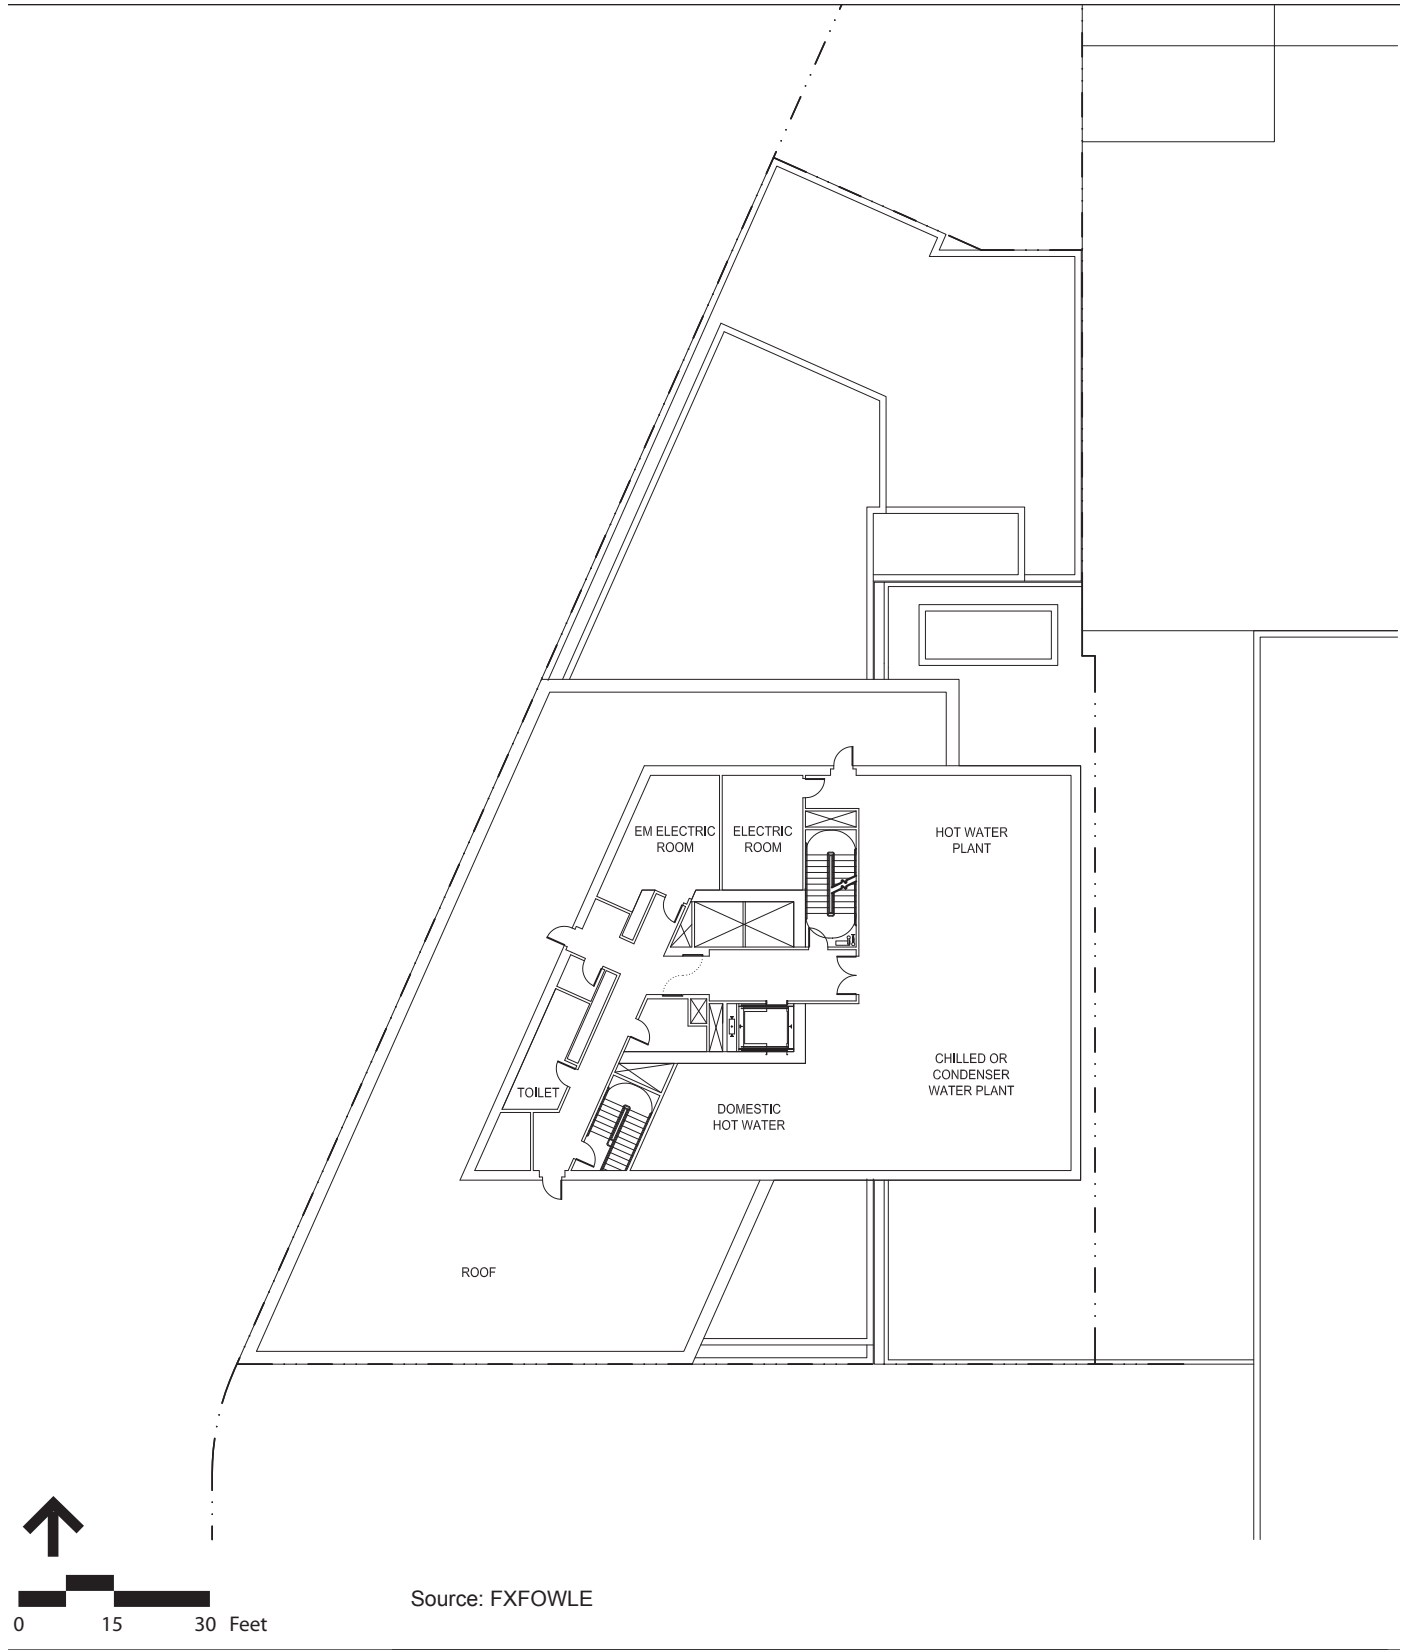 EM ELECTRIC
ROOM
ELECTRIC
ROOM
HOT WATER
PLANT
CHILLED OR
CONDENSER
WATER PLANT
TOILET
DOMESTIC
HOT WATER
ROOF
0 15 30 Feet
Source: FXFOWLE